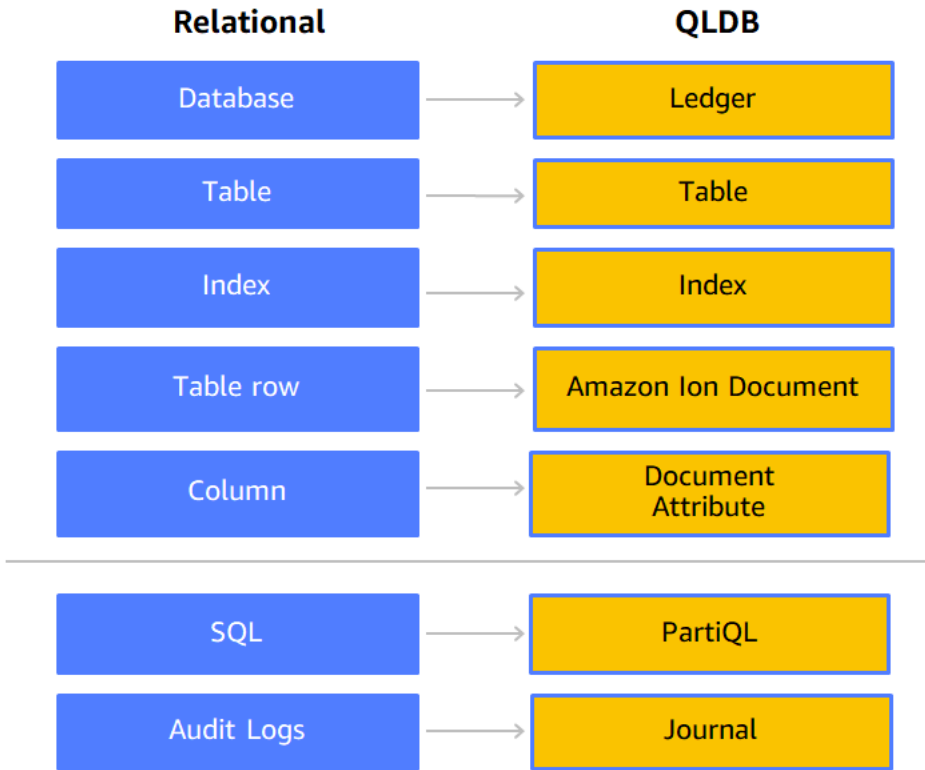 Relational QLDB
Database Ledger
Table Table
Index Index
Table row Amazon Ion Document
Column Document
Attribute
SQL PartiQL
Audit Logs Journal